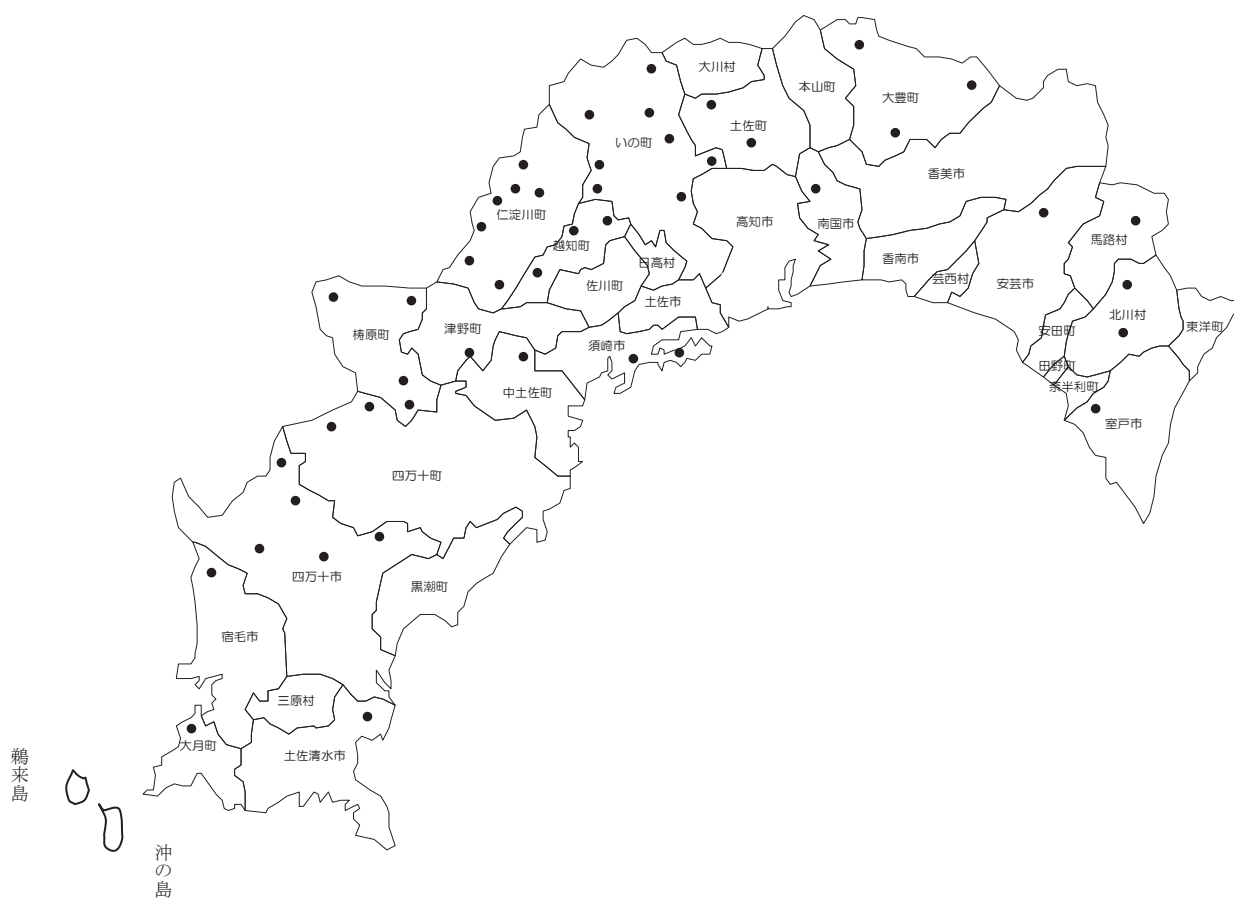 大川村
本山町
大豊町
土佐町
いの町
香美市
仁淀川町
高知市
南国市
越知町
馬路村
日高村
香南市
芸西村
安芸市
佐川町
土佐市
北川村
梼原町
津野町
安田町
東洋町
須崎市
田野町
中土佐町
奈半利町
室戸市
四万十町
四万十市
黒潮町
宿毛市
三原村
大月町
土佐清水市
鵜来島
沖の島